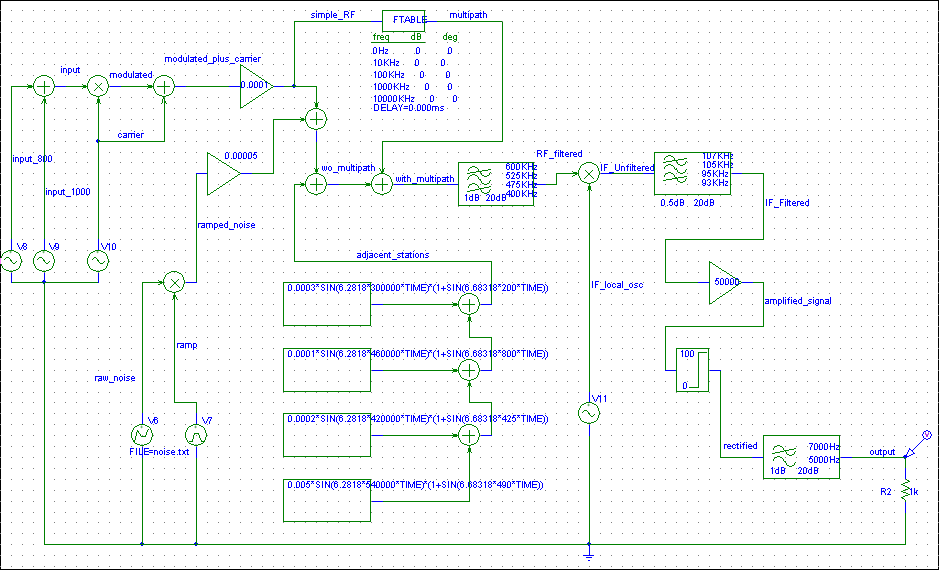 simple_RF
FTABLE
multipath
freq dB deg
0Hz .0 .0
10KHz .0 .0
100KHz .0 .0
1000KHz .0 .0
10000KHz .0 .0
DELAY=0.000ms
input
modulated
modulated_plus_carrier
0.0001
carrier
input_800
input_1000
0.00005
wo_multipath
with_multipath
600KHz
525KHz
475KHz
400KHz
1dB 20dB
RF_filtered
IF_Unfiltered
107KHz
105KHz
95KHz
93KHz
0.5dB 20dB
IF_Filtered
ramped_noise
V8
V9
V10
adjacent_stations
0.0003*SIN(6.2818*300000*TIME)*(1+SIN(6.68318*200*TIME))
IF_local_osc
50000
amplified_signal
ramp
0.0001*SIN(6.2818*460000*TIME)*(1+SIN(6.68318*800*TIME))
100
0
raw_noise
V11
V6
V7
FILE=noise.txt
0.0002*SIN(6.2818*420000*TIME)*(1+SIN(6.68318*425*TIME))
rectified
7000Hz
5000Hz
1dB 20dB
output
V
0.005*SIN(6.2818*540000*TIME)*(1+SIN(6.68318*490*TIME))
R2
1k